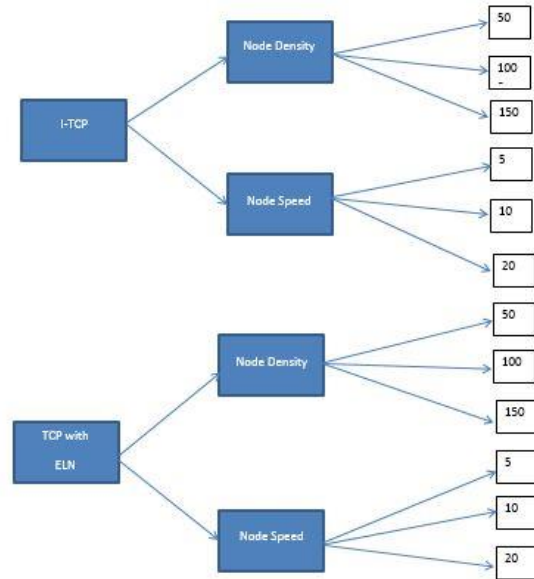 50
Node Density
100
-
I-TCP
150
5
Node Speed
10
20
50
Node Density
100
150
TCP with
ELN
5
10
Node Speed
20